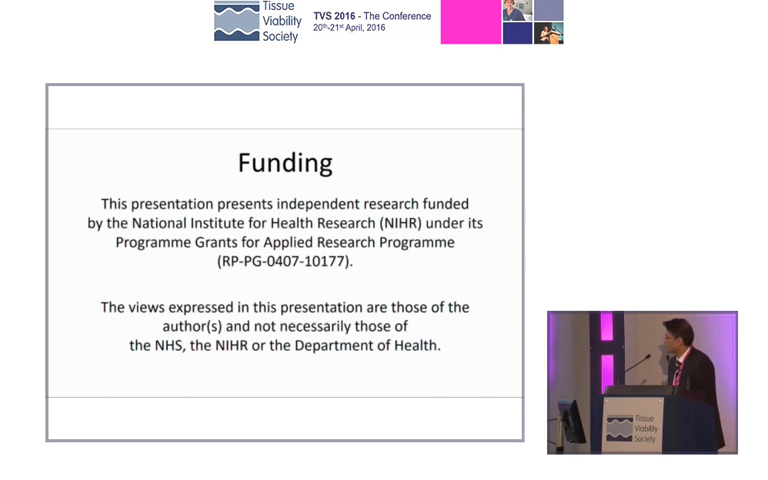 Tissue
Viability
Society
TVS 2016 - The Conference
20th-21st April, 2016
Funding
This presentation presents independent research funded
by the National Institute for Health Research (NIHR) under its
Programme Grants for Applied Research Programme
(RP-PG-0407-10177).
The views expressed in this presentation are those of the
author(s) and not necessarily those of
the NHS, the NIHR or the Department of Health.
Tissue
Viability
Society